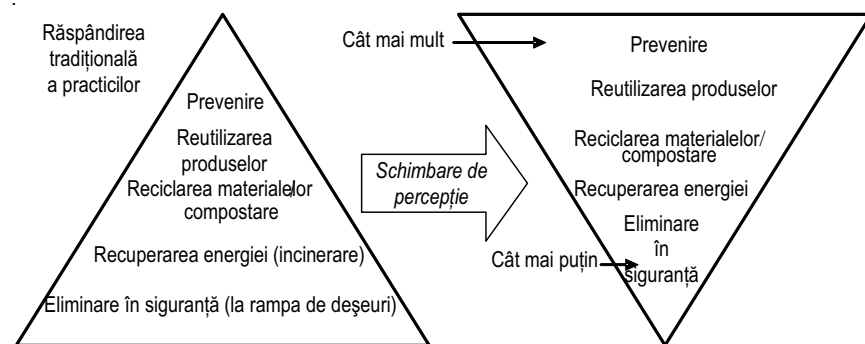 .
Răspândirea
tradițională
a practicilor
Prevenire
Reutilizarea
produselor
Reciclarea materialelor/
compostare
Recuperarea energiei (incinerare)
Eliminare în siguranță (la rampa de deşeuri)
Schimbare de
percepție
Cât mai mult
Prevenire
Reutilizarea produselor
Reciclarea materialelor/
compostare
Recuperarea energiei
Eliminare
în
siguranță
Cât mai puțin